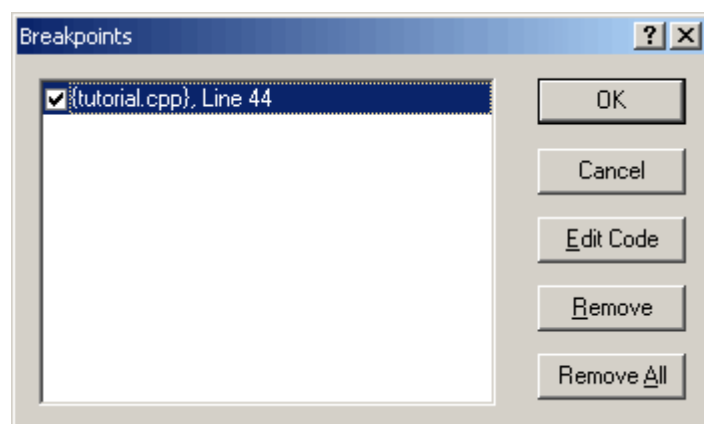 Breakpoints
{tutorial.cpp}, Line 44
OK
Cancel
Edit Code
Remove
Remove All